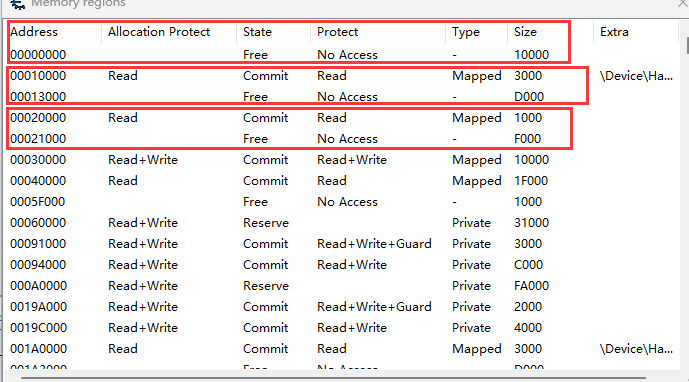 Memory regions
Address Allocation Protect State Protect Type Size Extra
00000000 Free No Access - 10000
00010000 Read Commit Read Mapped 3000 \Device\Ha...
00013000 Free No Access - D000
00020000 Read Commit Read Mapped 1000
00021000 Free No Access - F000
00030000 Read+Write Commit Read+Write Mapped 10000
00040000 Read Commit Read Mapped 1F000
0005F000 Free No Access - 1000
00060000 Read+Write Reserve Private 31000
00091000 Read+Write Commit Read+Write+Guard Private 3000
00094000 Read+Write Commit Read+Write Private C000
000A0000 Read+Write Reserve Private FA000
0019A000 Read+Write Commit Read+Write+Guard Private 2000
0019C000 Read+Write Commit Read+Write Private 4000
001A0000 Read Commit Read Mapped 3000 \Device\Ha...
001A3000 Free No Access - D000